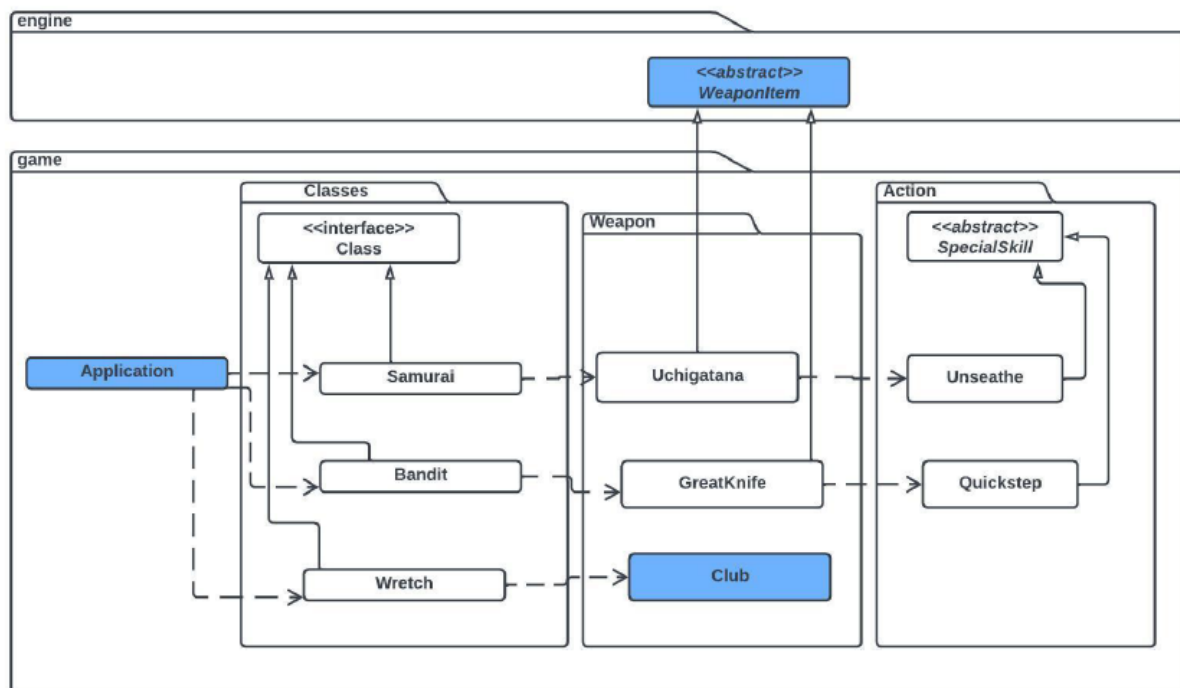 engine
<<abstract>>
WeaponItem
game
Classes
Action
Weapon
<<interface>>
Class
<<abstract>>
SpecialSkill
Application
Samurai
Uchigatana
Unseathe
Bandit
GreatKnife
Quickstep
Wretch
Club